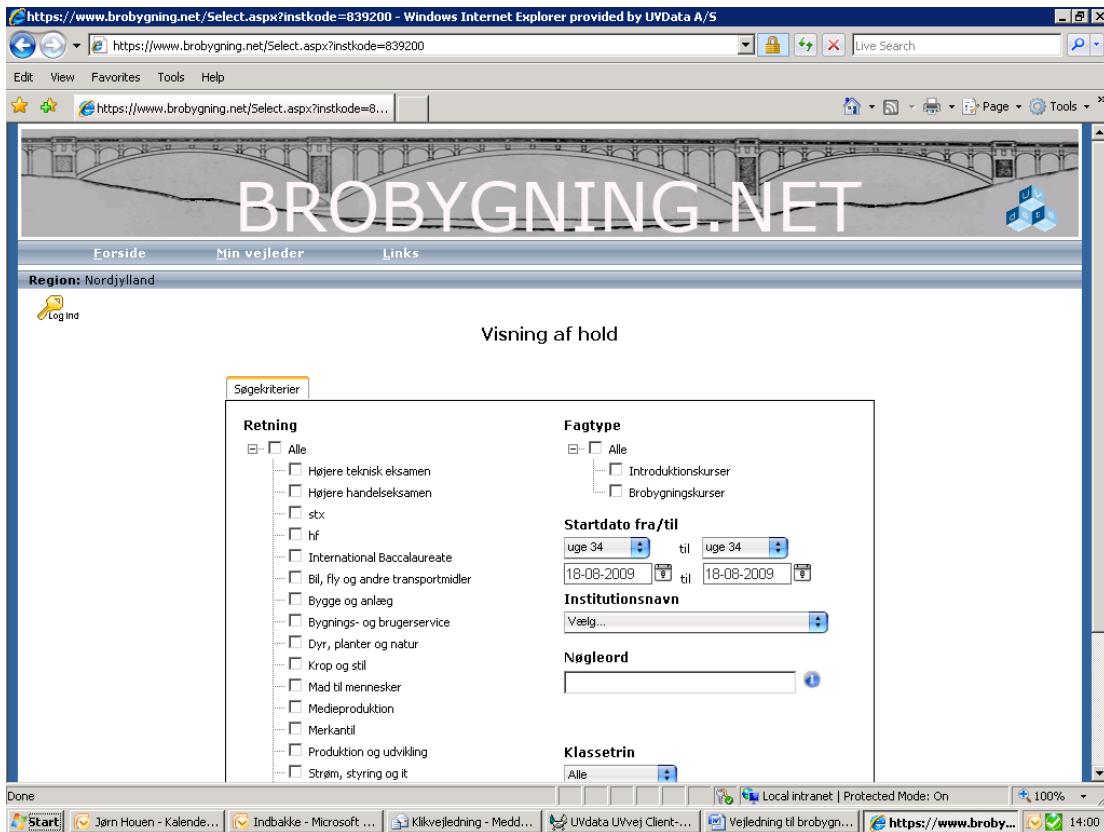 https://www.brobygning.net/Select.aspx?instkode=839200 - Windows Internet Explorer provided by UVData A/S
https://www.brobygning.net/Select.aspx?instkode=839200
Live Search
Edit View Favorites Tools Help
https://www.brobygning.net/Select.aspx?instkode=8...
Page Tools
BROBYGNING.NET
Forside Min vejleder Links
Region: Nordjylland
Log ind
Visning af hold
Søgekriterier
Retning
Alle
Højere teknisk eksamen
Højere handelseksamen
stx
hf
International Baccalaureate
Bil, fly og andre transportmidler
Bygge og anlæg
Bygnings- og brugerservice
Dyr, planter og natur
Krop og stil
Mad til mennesker
Medieproduktion
Merkantil
Produktion og udvikling
Strøm, styring og it
Fagtype
Alle
Introduktionskurser
Brobygningskurser
Startdato fra/til
uge 34 til uge 34
18-08-2009 til 18-08-2009
Institutionsnavn
Vælg...
Nøgleord
Klassetrin
Alle
Done
Local intranet | Protected Mode: On
100%
Start
Jørn Houen - Kalende...
Indbakke - Microsoft ...
Klikvejledning - Medd...
UVdata UVvej Client-...
Vejledning til brobygn...
https://www.broby...
14:00